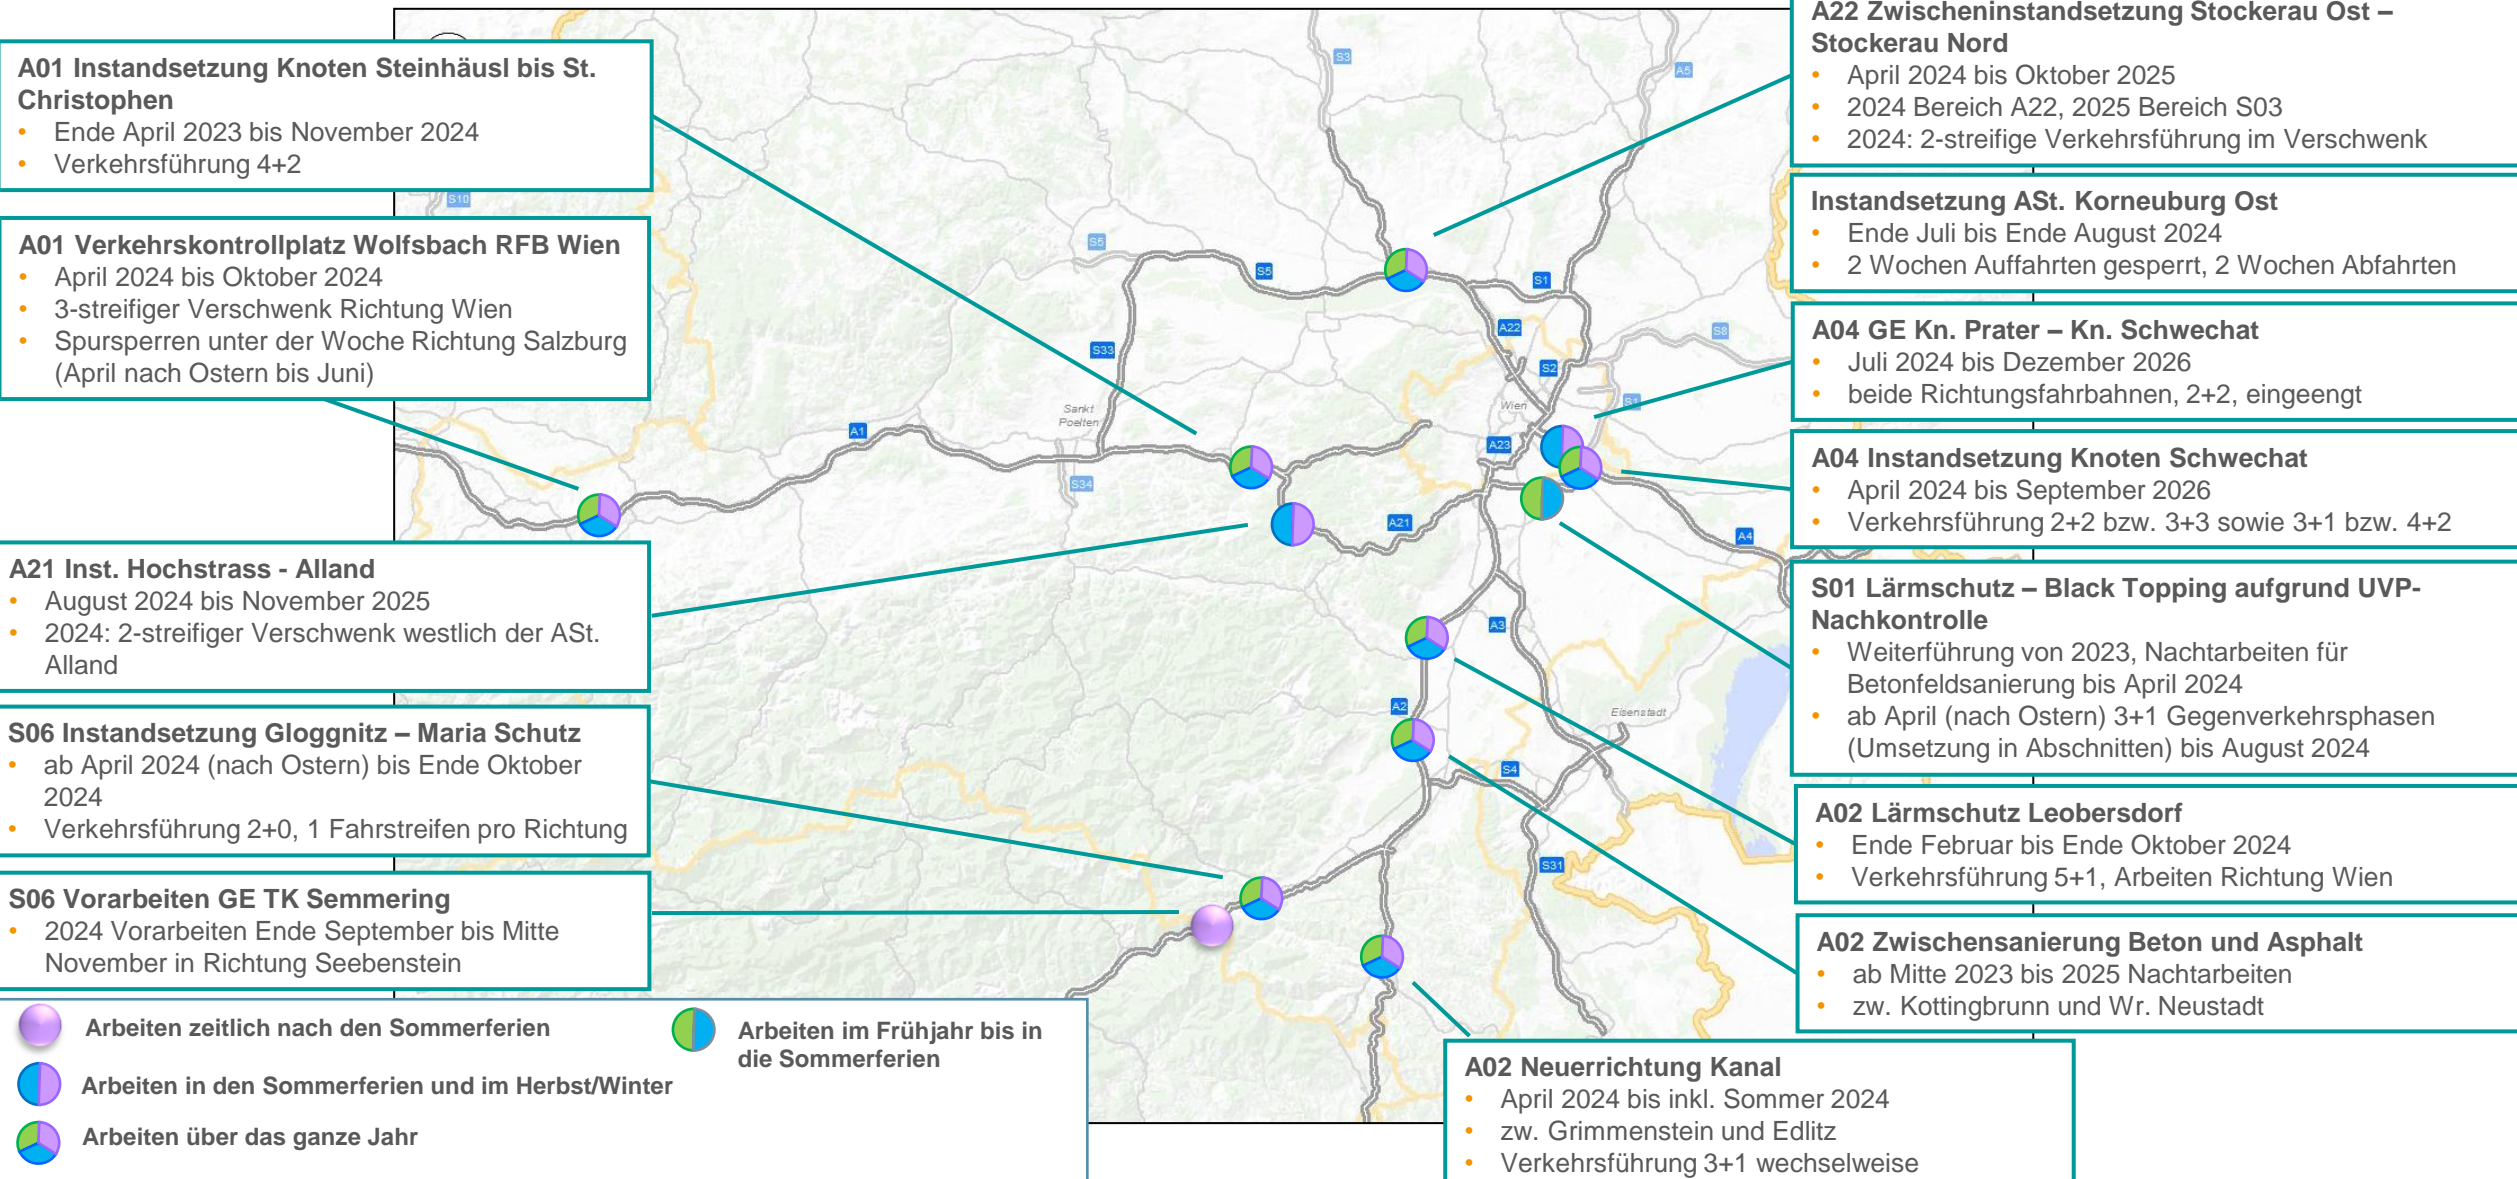 A01 Instandsetzung Knoten Steinhäusl bis St.
Christophen
• Ende April 2023 bis November 2024
• Verkehrsführung 4+2
A01 Verkehrskontrollplatz Wolfsbach RFB Wien
• April 2024 bis Oktober 2024
• 3-streifiger Verschwenk Richtung Wien
• Spursperren unter der Woche Richtung Salzburg
(April nach Ostern bis Juni)
A21 Inst. Hochstrass - Alland
• August 2024 bis November 2025
• 2024: 2-streifiger Verschwenk westlich der ASt.
Alland
S06 Instandsetzung Gloggnitz – Maria Schutz
• ab April 2024 (nach Ostern) bis Ende Oktober
2024
• Verkehrsführung 2+0, 1 Fahrstreifen pro Richtung
S06 Vorarbeiten GE TK Semmering
• 2024 Vorarbeiten Ende September bis Mitte
November in Richtung Seebenstein
Arbeiten zeitlich nach den Sommerferien
Arbeiten in den Sommerferien und im Herbst/Winter
Arbeiten über das ganze Jahr
Arbeiten im Frühjahr bis in
die Sommerferien
S10
S3
A5
S5
S5
S1
A22
S8
S33
S2
Wien
S1
Sankt
Poelten
A1
A23
S34
A21
A4
A3
A2
Eisenstadt
S4
S31
A22 Zwischeninstandsetzung Stockerau Ost –
Stockerau Nord
• April 2024 bis Oktober 2025
• 2024 Bereich A22, 2025 Bereich S03
• 2024: 2-streifige Verkehrsführung im Verschwenk
Instandsetzung ASt. Korneuburg Ost
• Ende Juli bis Ende August 2024
• 2 Wochen Auffahrten gesperrt, 2 Wochen Abfahrten
A04 GE Kn. Prater – Kn. Schwechat
• Juli 2024 bis Dezember 2026
• beide Richtungsfahrbahnen, 2+2, eingeengt
A04 Instandsetzung Knoten Schwechat
• April 2024 bis September 2026
• Verkehrsführung 2+2 bzw. 3+3 sowie 3+1 bzw. 4+2
S01 Lärmschutz – Black Topping aufgrund UVP-
Nachkontrolle
• Weiterführung von 2023, Nachtarbeiten für
Betonfeldsanierung bis April 2024
• ab April (nach Ostern) 3+1 Gegenverkehrsphasen
(Umsetzung in Abschnitten) bis August 2024
A02 Lärmschutz Leobersdorf
• Ende Februar bis Ende Oktober 2024
• Verkehrsführung 5+1, Arbeiten Richtung Wien
A02 Zwischensanierung Beton und Asphalt
• ab Mitte 2023 bis 2025 Nachtarbeiten
• zw. Kottingbrunn und Wr. Neustadt
A02 Neuerrichtung Kanal
• April 2024 bis inkl. Sommer 2024
• zw. Grimmenstein und Edlitz
• Verkehrsführung 3+1 wechselweise